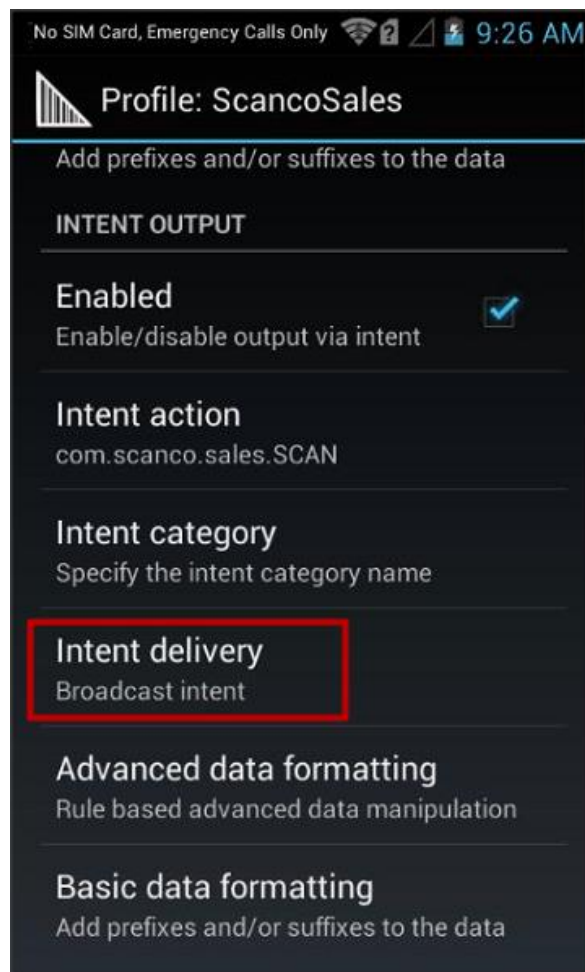 No SIM Card, Emergency Calls Only 9:26 AM
Profile: ScancoSales
Add prefixes and/or suffixes to the data
INTENT OUTPUT
Enabled
Enable/disable output via intent
Intent action
com.scanco.sales.SCAN
Intent category
Specify the intent category name
Intent delivery
Broadcast intent
Advanced data formatting
Rule based advanced data manipulation
Basic data formatting
Add prefixes and/or suffixes to the data